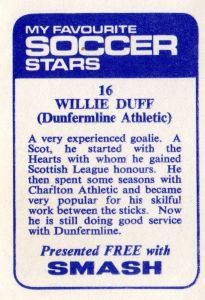 MY FAVOURITE
SOCCER
STARS
16
WILLIE DUFF
(Dunfermline Athletic)
A very experienced goalie. A
Scot, he started with the
Hearts with whom he gained
Scottish League honours. He
then spent some seasons with
Charlton Athletic and became
very popular for his skilful
work between the sticks. Now
he is still doing good service
with Dunfermline.
Presented FREE with
SMASH